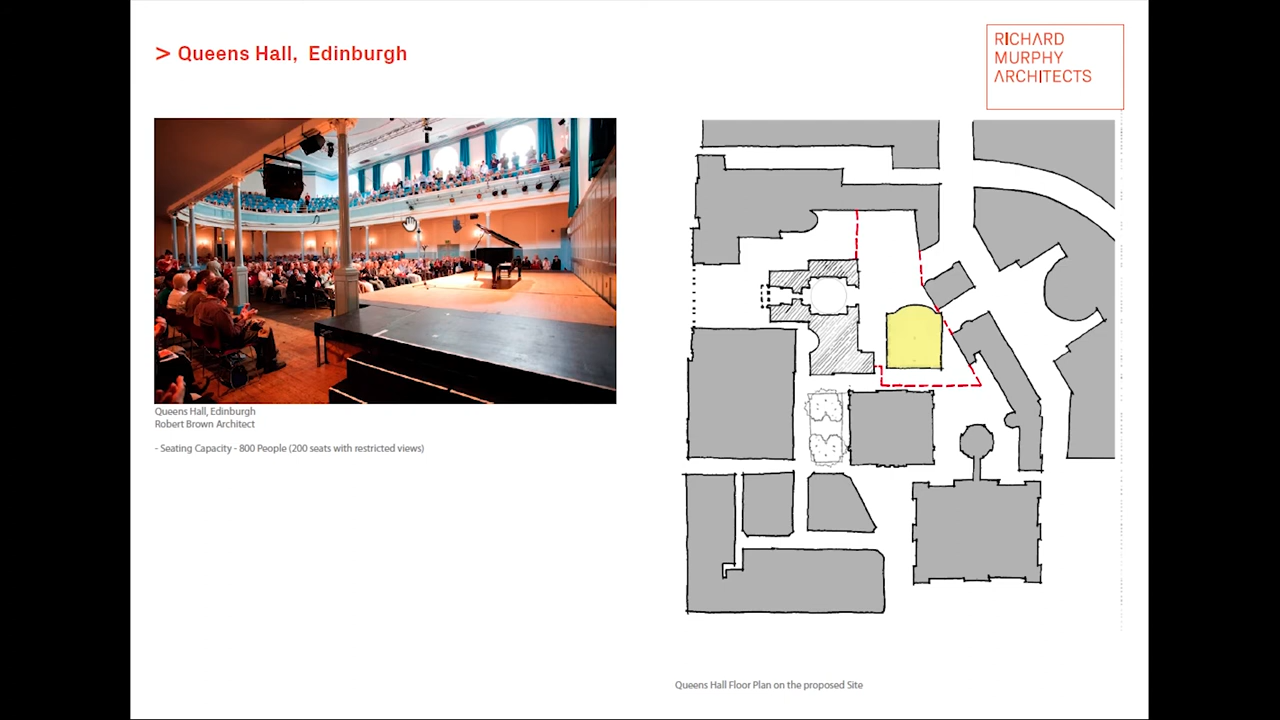 > Queens Hall, Edinburgh
RICHARD
MURPHY
ARCHITECTS
Queens Hall, Edinburgh
Robert Brown Architect
- Seating Capacity - 800 People (200 seats with restricted views)
Queens Hall Floor Plan on the proposed Site